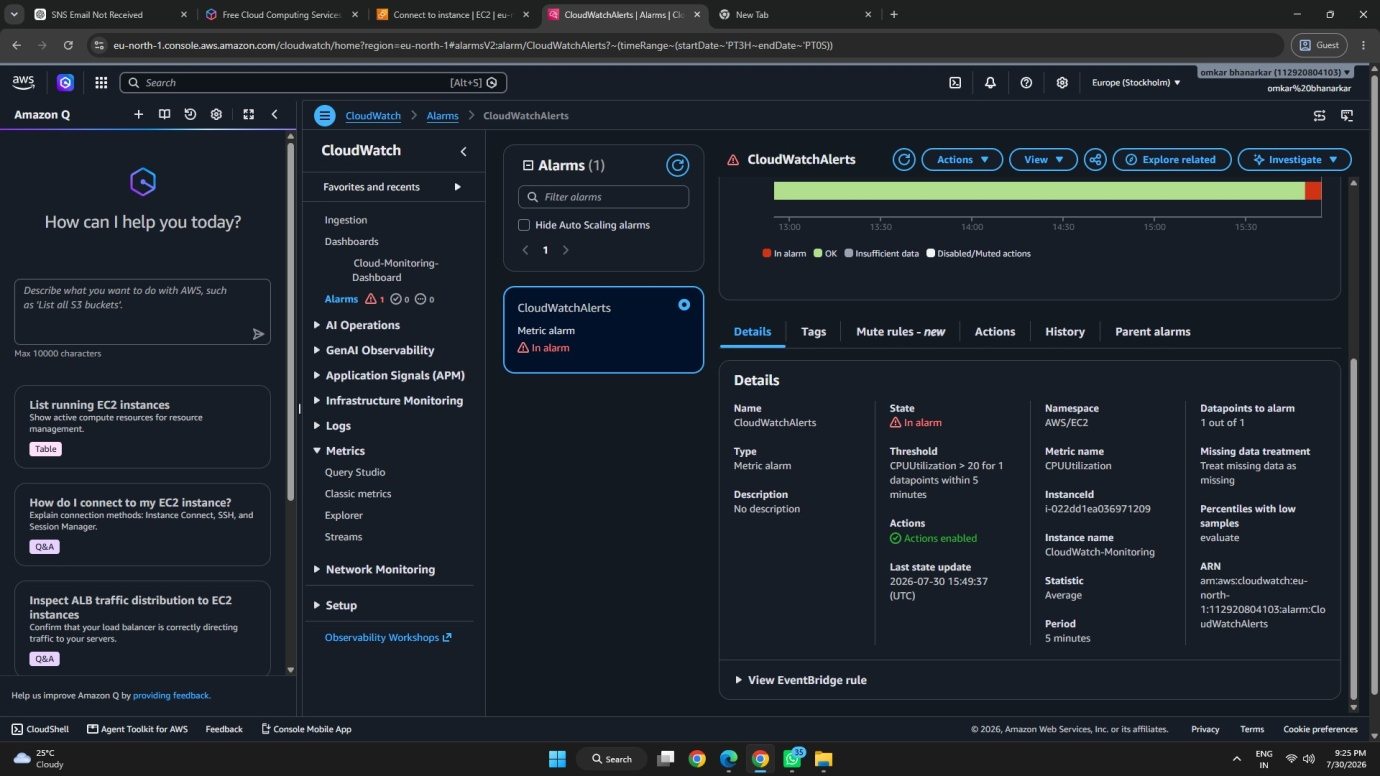 SNS Email Not Received
Free Cloud Computing Services
Connect to instance | EC2 | eu-n
CloudWatchAlerts | Alarms | Clo
New Tab
eu-north-1.console.aws.amazon.com/cloudwatch/home?region=eu-north-1#alarmsV2:alarm/CloudWatchAlerts?~(timeRange~(startDate~'PT3H~endDate~'PT0S))
Guest
aws
Search
[Alt+S]
Europe (Stockholm)
omkar bhanarkar (112920804103)
omkar%20bhanarkar
Amazon Q
How can I help you today?
Describe what you want to do with AWS, such
as 'List all S3 buckets'.
Max 10000 characters
List running EC2 instances
Show active compute resources for resource
management.
Table
How do I connect to my EC2 instance?
Explain connection methods: Instance Connect, SSH, and
Session Manager.
Q&A
Inspect ALB traffic distribution to EC2
instances
Confirm that your load balancer is correctly directing
traffic to your servers.
Q&A
Help us improve Amazon Q by providing feedback.
CloudWatch
Alarms
CloudWatchAlerts
CloudWatch
Favorites and recents
Ingestion
Dashboards
Cloud-Monitoring-
Dashboard
Alarms 1 0 0
AI Operations
GenAI Observability
Application Signals (APM)
Infrastructure Monitoring
Logs
Metrics
Query Studio
Classic metrics
Explorer
Streams
Network Monitoring
Setup
Observability Workshops
Alarms (1)
Filter alarms
Hide Auto Scaling alarms
1
CloudWatchAlerts
Metric alarm
In alarm
CloudWatchAlerts
Actions
View
Explore related
Investigate
13:00 13:30 14:00 14:30 15:00 15:30
In alarm OK Insufficient data Disabled/Muted actions
Details
Tags
Mute rules - new
Actions
History
Parent alarms
Details
Name
CloudWatchAlerts
Type
Metric alarm
Description
No description
State
In alarm
Threshold
CPUUtilization > 20 for 1
datapoints within 5
minutes
Actions
Actions enabled
Last state update
2026-07-30 15:49:37
(UTC)
Namespace
AWS/EC2
Metric name
CPUUtilization
InstanceId
i-022dd1ea036971209
Instance name
CloudWatch-Monitoring
Statistic
Average
Period
5 minutes
Datapoints to alarm
1 out of 1
Missing data treatment
Treat missing data as
missing
Percentiles with low
samples
evaluate
ARN
arn:aws:cloudwatch:eu-
north-
1:112920804103:alarm:Clo
udWatchAlerts
View EventBridge rule
CloudShell
Agent Toolkit for AWS
Feedback
Console Mobile App
© 2026, Amazon Web Services, Inc. or its affiliates.
Privacy
Terms
Cookie preferences
25°C
Cloudy
Search
35
ENG
IN
9:25 PM
7/30/2026